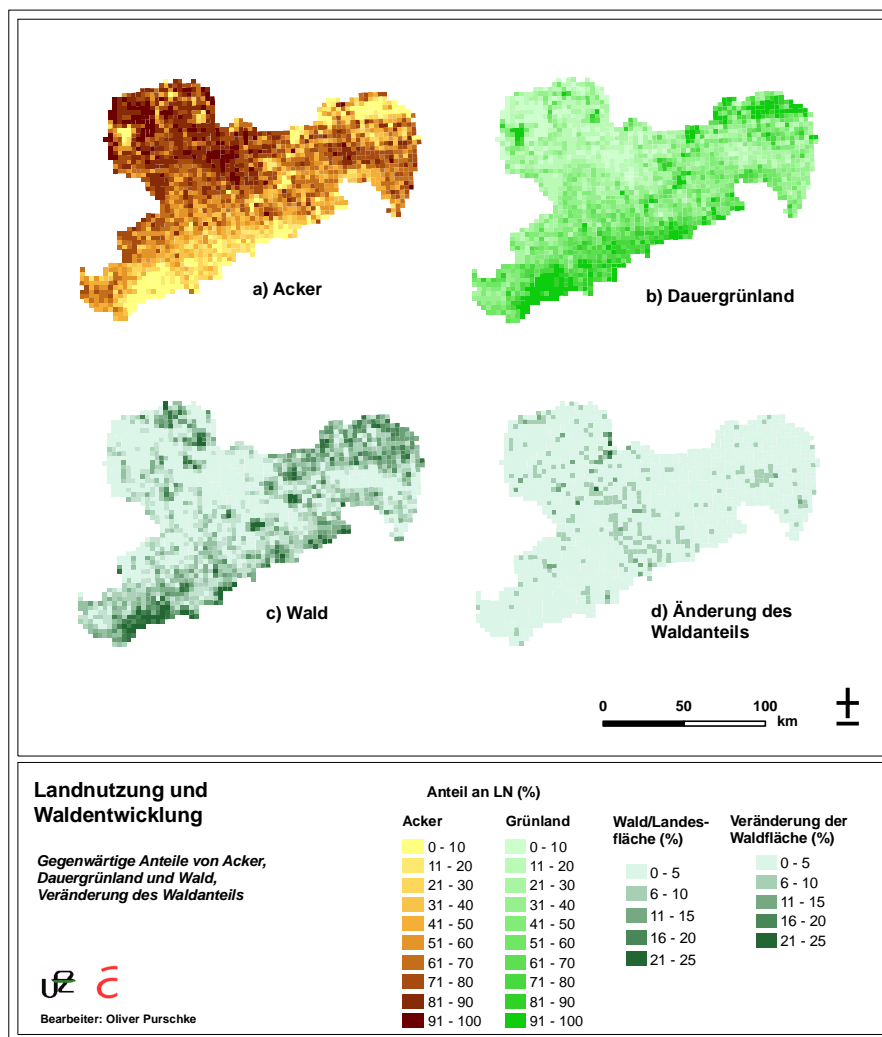 a) Acker
b) Dauergrünland
c) Wald
d) Änderung des
Waldanteils
0 50 100
km
Landnutzung und
Waldentwicklung
Gegenwärtige Anteile von Acker,
Dauergrünland und Wald,
Veränderung des Waldanteils
UFZ
Bearbeiter: Oliver Purschke
Anteil an LN (%)
Acker
0 - 10
11 - 20
21 - 30
31 - 40
41 - 50
51 - 60
61 - 70
71 - 80
81 - 90
91 - 100
Grünland
0 - 10
11 - 20
21 - 30
31 - 40
41 - 50
51 - 60
61 - 70
71 - 80
81 - 90
91 - 100
Wald/Landes-
fläche (%)
0 - 5
6 - 10
11 - 15
16 - 20
21 - 25
Veränderung der
Waldfläche (%)
0 - 5
6 - 10
11 - 15
16 - 20
21 - 25